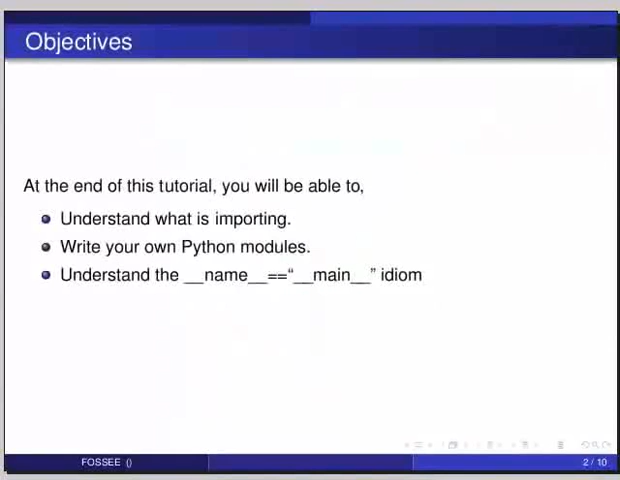 Objectives
At the end of this tutorial, you will be able to,
Understand what is importing.
Write your own Python modules.
Understand the __name__==“__main__” idiom
FOSSEE ()
2 / 10